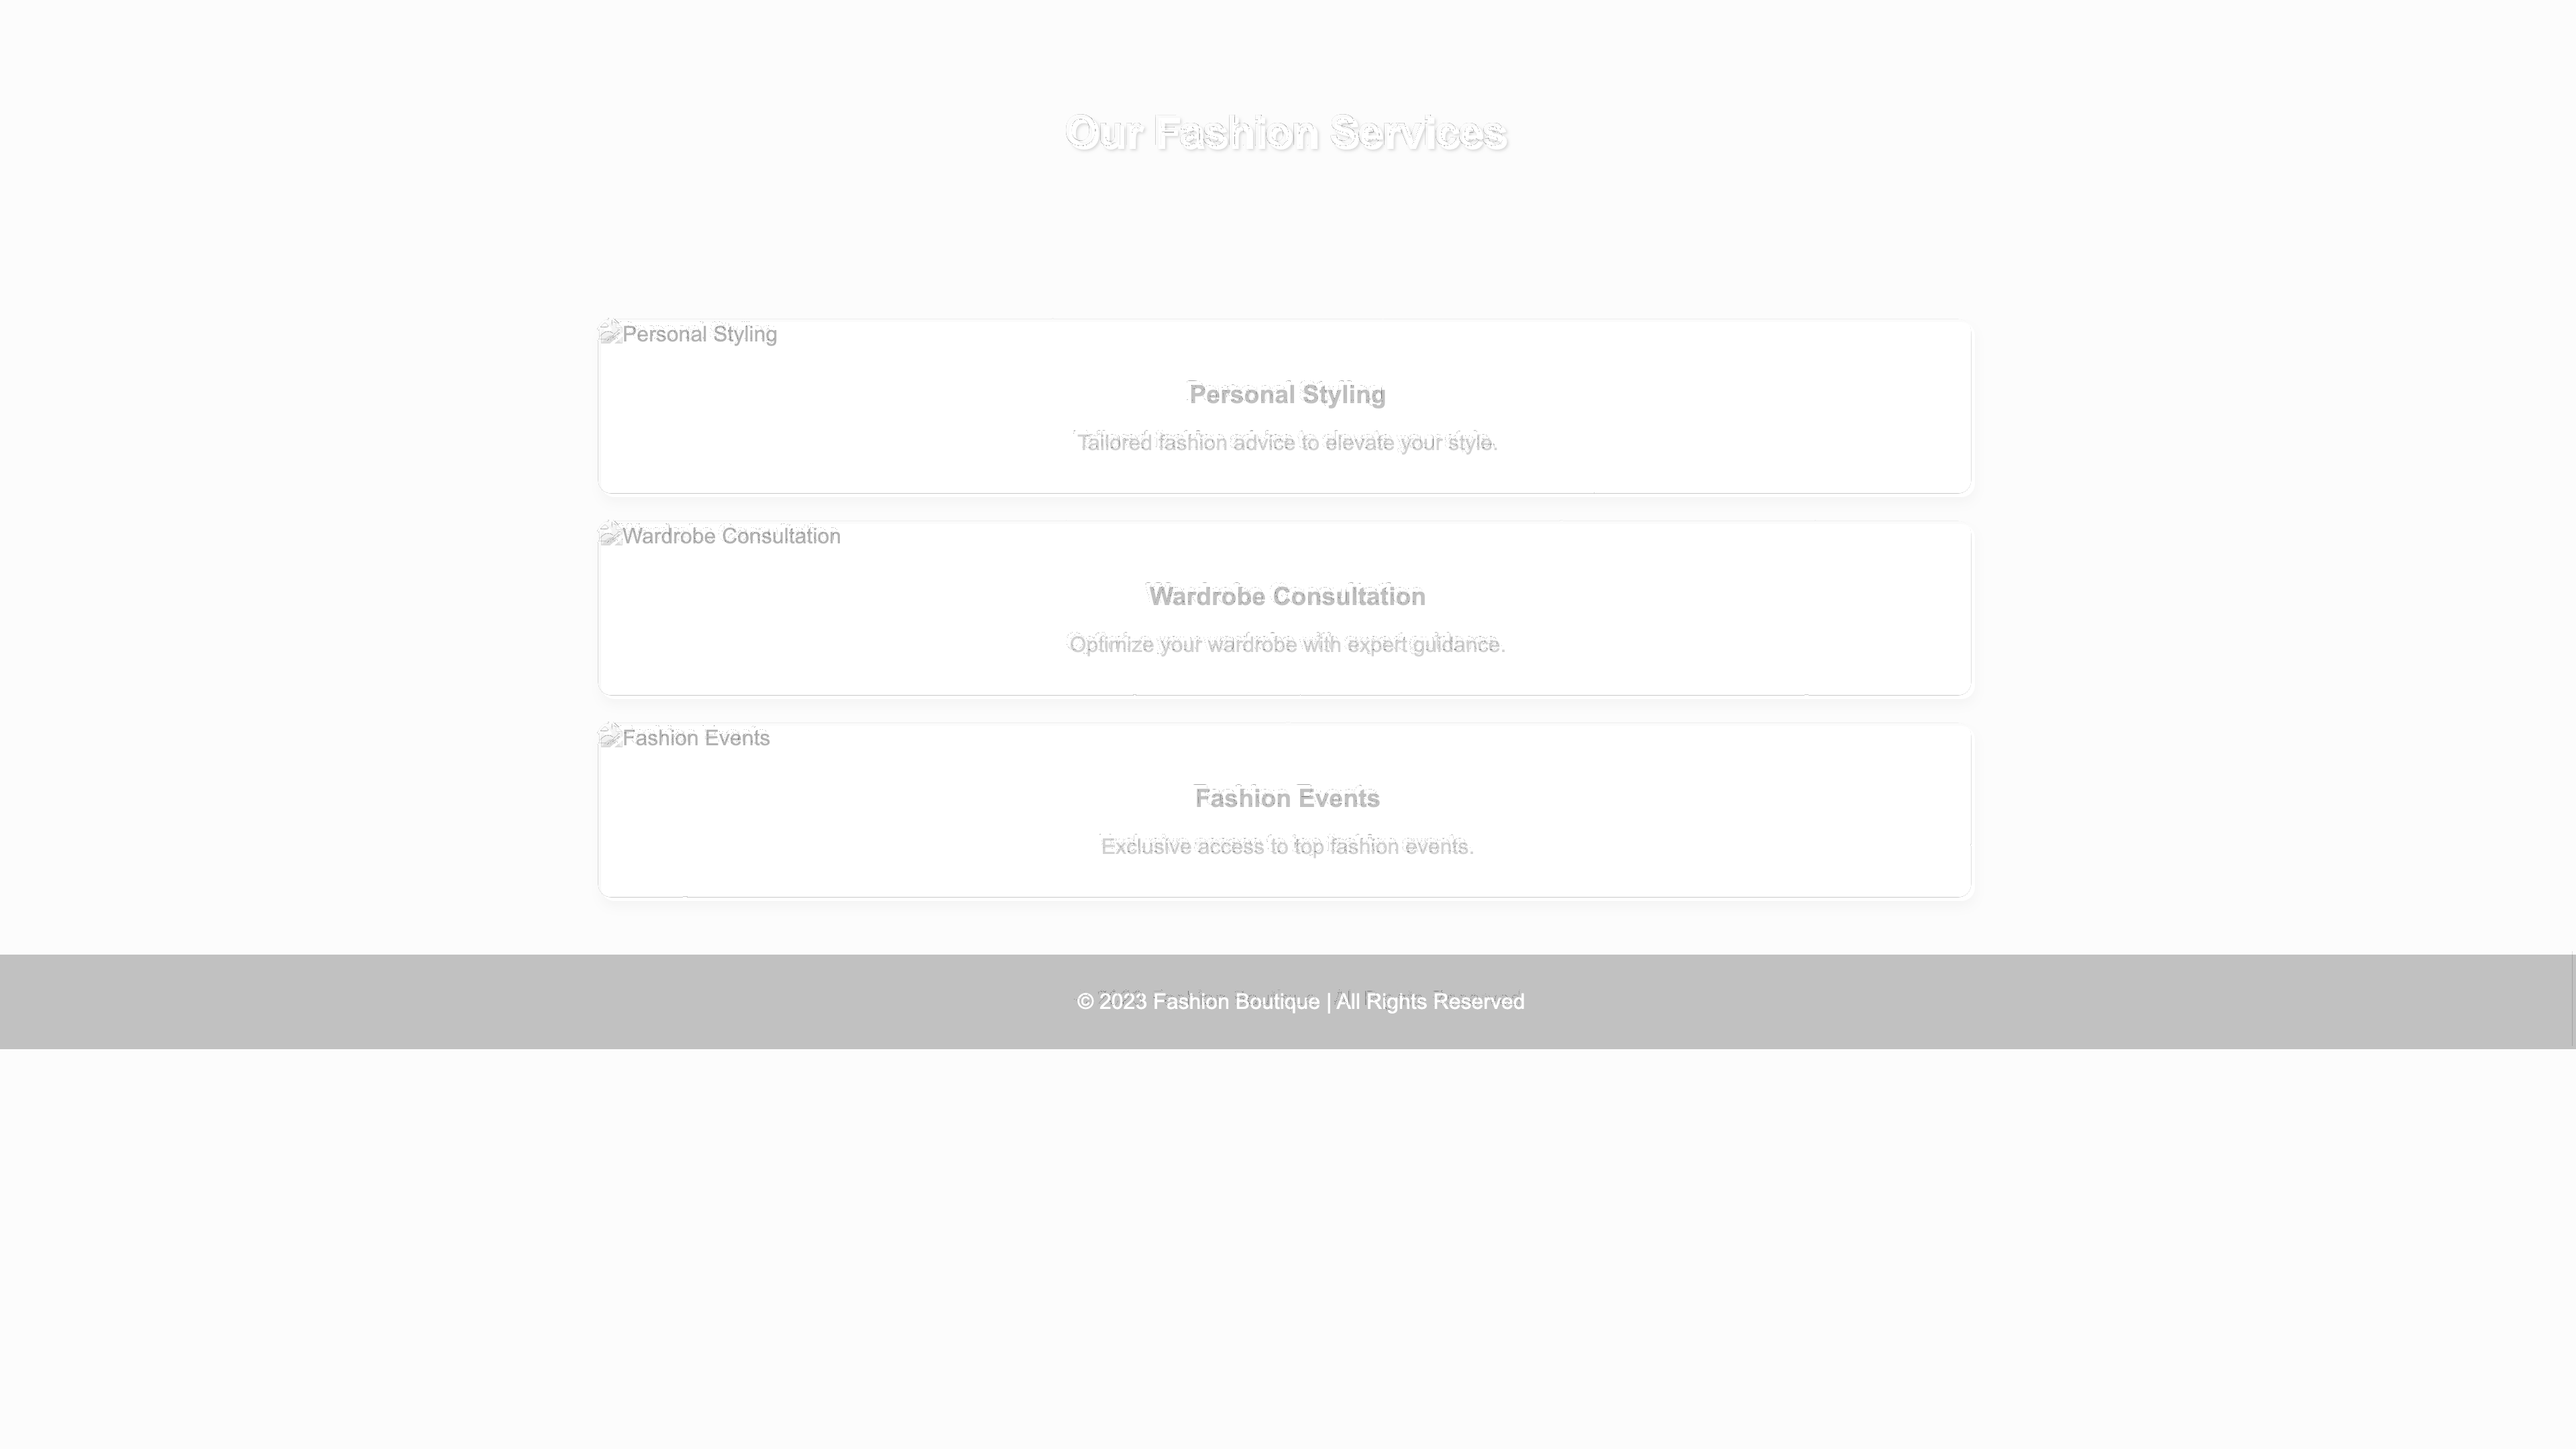 Our Fashion Services
Personal Styling
Personal Styling
Tailored fashion advice to elevate your style.
Wardrobe Consultation
Wardrobe Consultation
Optimize your wardrobe with expert guidance.
Fashion Events
Fashion Events
Exclusive access to top fashion events.
© 2023 Fashion Boutique | All Rights Reserved